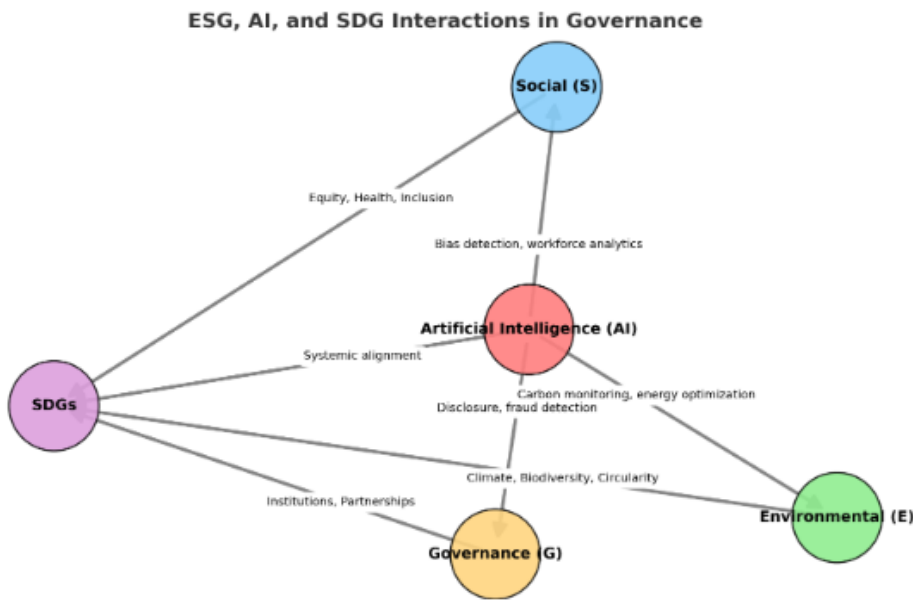 ESG, AI, and SDG Interactions in Governance
Social (S)
Equity, Health, Inclusion
Bias detection, workforce analytics
Artificial Intelligence (AI)
Systemic alignment
Carbon monitoring, energy optimization
SDGs
Disclosure, fraud detection
Climate, Biodiversity, Circularity
Institutions, Partnerships
Environmental (E)
Governance (G)